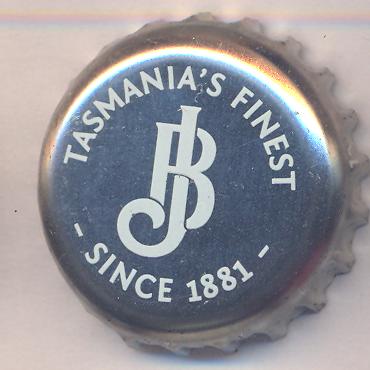 TASMANIA'S FINEST
JB
- SINCE 1881 -